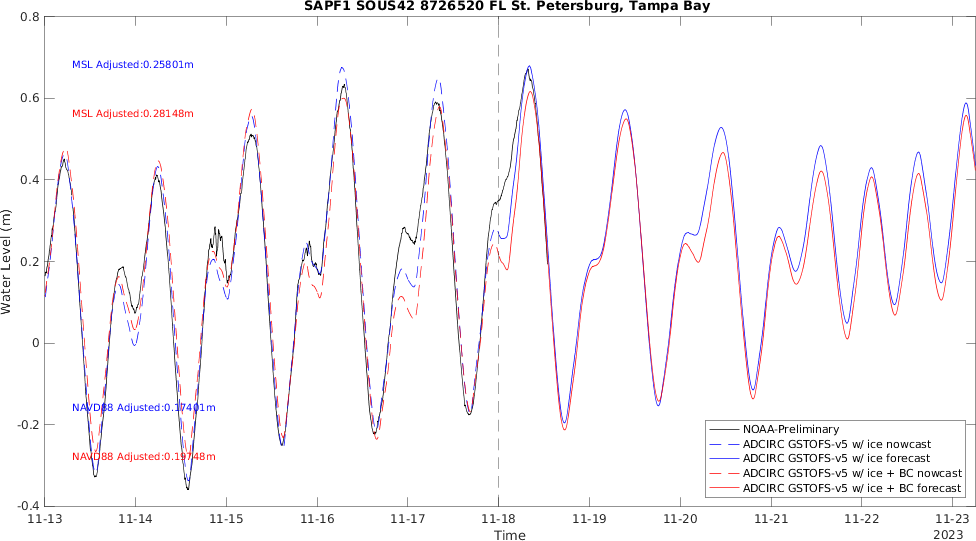 SAPF1 SOUS42 8726520 FL St. Petersburg, Tampa Bay
0.8
0.6
0.4
0.2
0
-0.2
-0.4
Water Level (m)
MSL Adjusted:0.25801m
MSL Adjusted:0.28148m
NAVD88 Adjusted:0.17401m
NAVD88 Adjusted:0.19748m
NOAA-Preliminary
ADCIRC GSTOFS-v5 w/ ice nowcast
ADCIRC GSTOFS-v5 w/ ice forecast
ADCIRC GSTOFS-v5 w/ ice + BC nowcast
ADCIRC GSTOFS-v5 w/ ice + BC forecast
11-13 11-14 11-15 11-16 11-17 11-18 11-19 11-20 11-21 11-22 11-23
Time
2023